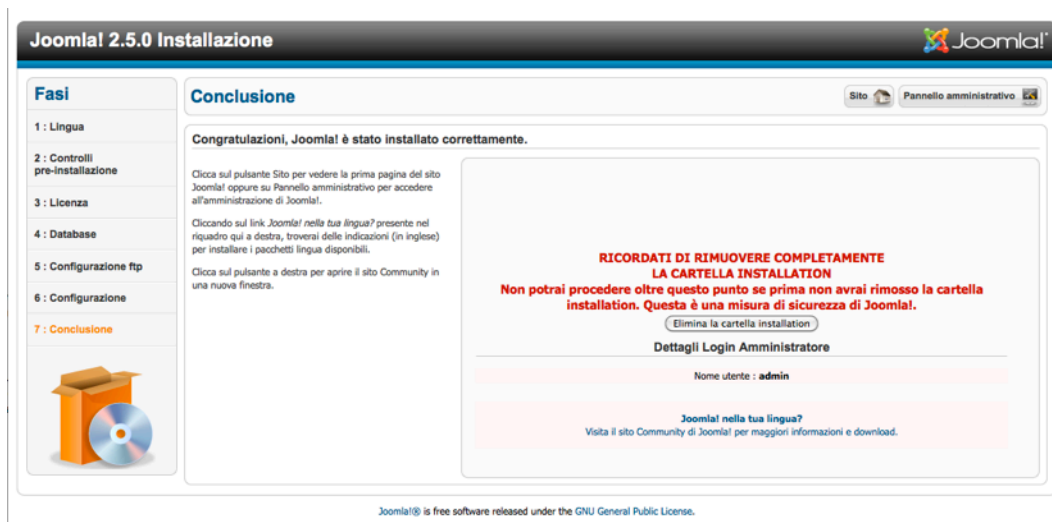 Joomla! 2.5.0 Installazione
Joomla!
Fasi
1 : Lingua
2 : Controlli
pre-installazione
3 : Licenza
4 : Database
5 : Configurazione ftp
6 : Configurazione
7 : Conclusione
Conclusione
Sito
Pannello amministrativo
Congratulazioni, Joomla! è stato installato correttamente.
Clicca sul pulsante Sito per vedere la prima pagina del sito
Joomla! oppure su Pannello amministrativo per accedere
all'amministrazione di Joomla!.
Cliccando sul link Joomla! nella tua lingua? presente nel
riquadro qui a destra, troverai delle indicazioni (in inglese)
per installare i pacchetti lingua disponibili.
Clicca sul pulsante a destra per aprire il sito Community in
una nuova finestra.
RICORDATI DI RIMUOVERE COMPLETAMENTE
LA CARTELLA INSTALLATION
Non potrai procedere oltre questo punto se prima non avrai rimosso la cartella
installation. Questa è una misura di sicurezza di Joomla!.
Elimina la cartella installation
Dettagli Login Amministratore
Nome utente : admin
Joomla! nella tua lingua?
Visita il sito Community di Joomla! per maggiori informazioni e download.
Joomla!® is free software released under the GNU General Public License.